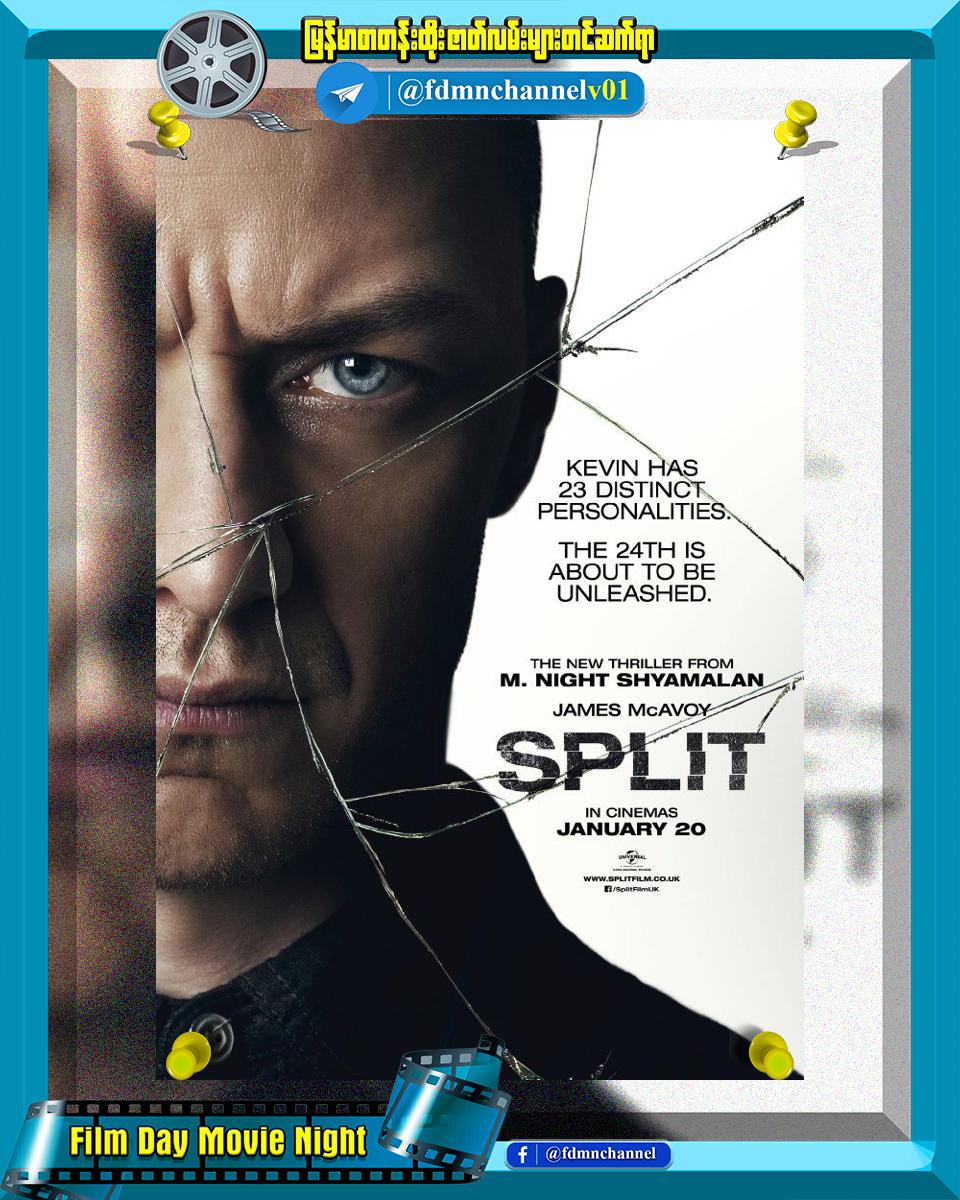 မြန်မာစာတန်းထိုးဇာတ်လမ်းများတင်ဆက်ရာ
@fdmnchannelv01
KEVIN HAS
23 DISTINCT
PERSONALITIES.
THE 24TH IS
ABOUT TO BE
UNLEASHED.
THE NEW THRILLER FROM
M. NIGHT SHYAMALAN
JAMES McAVOY
SPLIT
IN CINEMAS
JANUARY 20
UNIVERSAL
WWW.SPLITFILM.CO.UK
/SplitFilmUK
Film Day Movie Night
@fdmnchannel